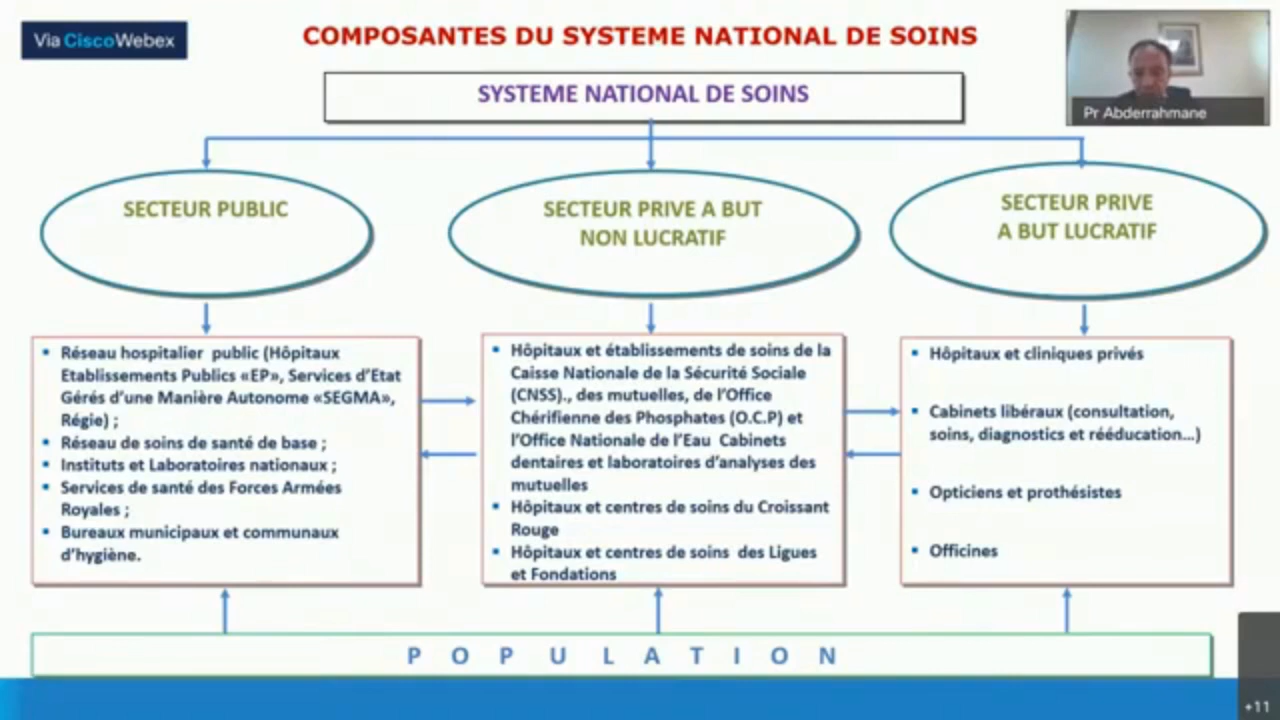 Via CiscoWebex
COMPOSANTES DU SYSTEME NATIONAL DE SOINS
Pr Abderrahmane
SYSTEME NATIONAL DE SOINS
SECTEUR PUBLIC
SECTEUR PRIVE A BUT
NON LUCRATIF
SECTEUR PRIVE
A BUT LUCRATIF
▪ Réseau hospitalier public (Hôpitaux
Etablissements Publics «EP», Services d'Etat
Gérés d'une Manière Autonome «SEGMA»,
Régie) ;
▪ Réseau de soins de santé de base ;
▪ Instituts et Laboratoires nationaux ;
▪ Services de santé des Forces Armées
Royales ;
▪ Bureaux municipaux et communaux
d'hygiène.
▪ Hôpitaux et établissements de soins de la
Caisse Nationale de la Sécurité Sociale
(CNSS)., des mutuelles, de l'Office
Chérifienne des Phosphates (O.C.P) et
l'Office Nationale de l'Eau Cabinets
dentaires et laboratoires d'analyses des
mutuelles
▪ Hôpitaux et centres de soins du Croissant
Rouge
▪ Hôpitaux et centres de soins des Ligues
et Fondations
▪ Hôpitaux et cliniques privés
▪ Cabinets libéraux (consultation,
soins, diagnostics et rééducation...)
▪ Opticiens et prothésistes
▪ Officines
P O P U L A T I O N
+11